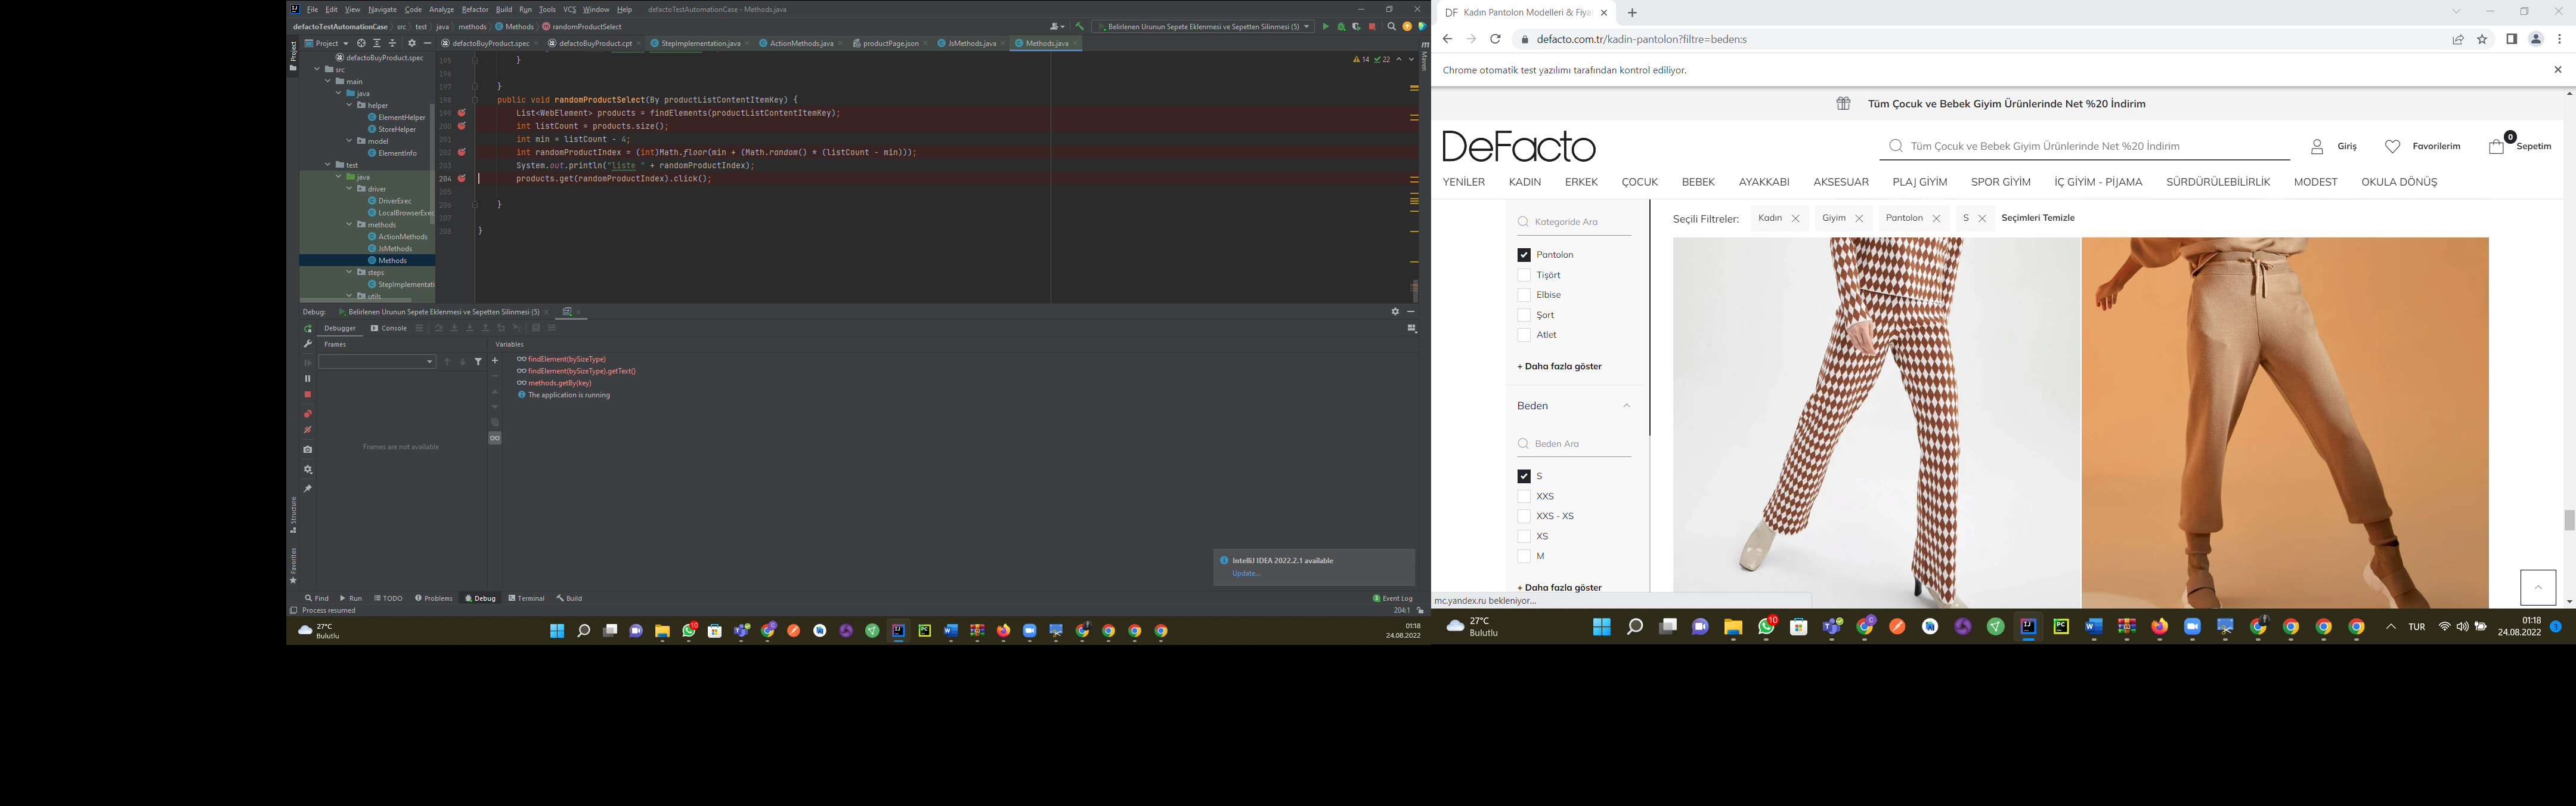 File Edit View Navigate Code Analyze Refactor Build Run Tools VCS Window Help defactoTestAutomationCase - Methods.java
defactoTestAutomationCase src test java methods Methods randomProductSelect
Belirlenen Urunun Sepete Eklenmesi ve Sepetten Silinmesi (5)
Project
defactoBuyProduct.spec defactoBuyProduct.cpt StepImplementation.java ActionMethods.java productPage.json JsMethods.java Methods.java
Maven
defactoBuyProduct.spec
src
main
java
helper
ElementHelper
StoreHelper
model
ElementInfo
test
java
driver
DriverExec
LocalBrowserExec
methods
ActionMethods
JsMethods
Methods
steps
StepImplementati
utils
14 22
195 }
196
197 }
198 public void randomProductSelect(By productListContentItemKey) {
199 List<WebElement> products = findElements(productListContentItemKey);
200 int listCount = products.size();
201 int min = listCount - 4;
202 int randomProductIndex = (int)Math.floor(min + (Math.random() * (listCount - min)));
203 System.out.println("liste " + randomProductIndex);
204 products.get(randomProductIndex).click();
205
206 }
207
208 }
Debug: Belirlenen Urunun Sepete Eklenmesi ve Sepetten Silinmesi (5)
Debugger Console
Frames Variables
findElement(bySizeType)
findElement(bySizeType).getText()
methods.getBy(key)
The application is running
Frames are not available
Structure
Favorites
IntelliJ IDEA 2022.2.1 available
Update...
Find Run TODO Problems Debug Terminal Build Event Log
Process resumed 204:1
27°C
Bulutlu
10
01:18
24.08.2022
DF Kadın Pantolon Modelleri & Fiya
defacto.com.tr/kadin-pantolon?filtre=beden:s
Chrome otomatik test yazılımı tarafından kontrol ediliyor.
Tüm Çocuk ve Bebek Giyim Ürünlerinde Net %20 İndirim
DeFacto
Tüm Çocuk ve Bebek Giyim Ürünlerinde Net %20 İndirim
Giriş Favorilerim 0 Sepetim
YENİLER KADIN ERKEK ÇOCUK BEBEK AYAKKABI AKSESUAR PLAJ GİYİM SPOR GİYİM İÇ GİYİM - PİJAMA SÜRDÜRÜLEBİLİRLİK MODEST OKULA DÖNÜŞ
Seçili Filtreler: Kadın Giyim Pantolon S Seçimleri Temizle
Kategoride Ara
Pantolon
Tişört
Elbise
Şort
Atlet
+ Daha fazla göster
Beden
Beden Ara
S
XXS
XXS - XS
XS
M
+ Daha fazla göster
mc.yandex.ru bekleniyor...
27°C
Bulutlu
10
TUR
01:18
24.08.2022
3